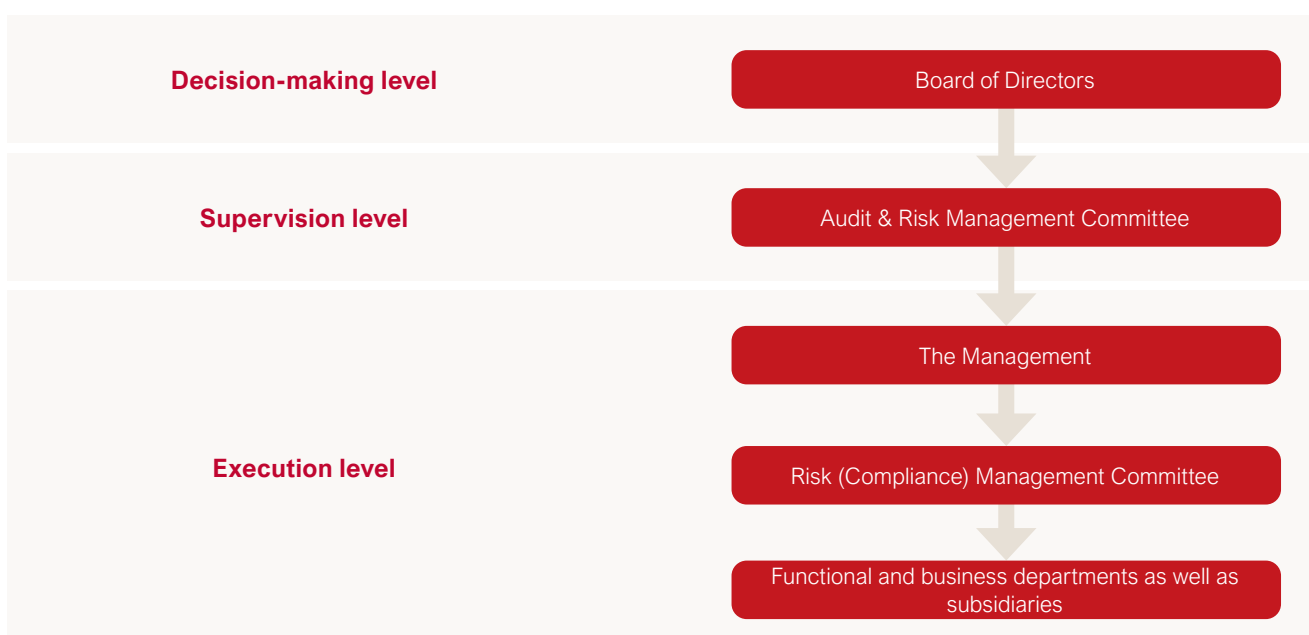 Decision-making level
Board of Directors
Supervision level
Audit & Risk Management Committee
The Management
Execution level
Risk (Compliance) Management Committee
Functional and business departments as well as
subsidiaries